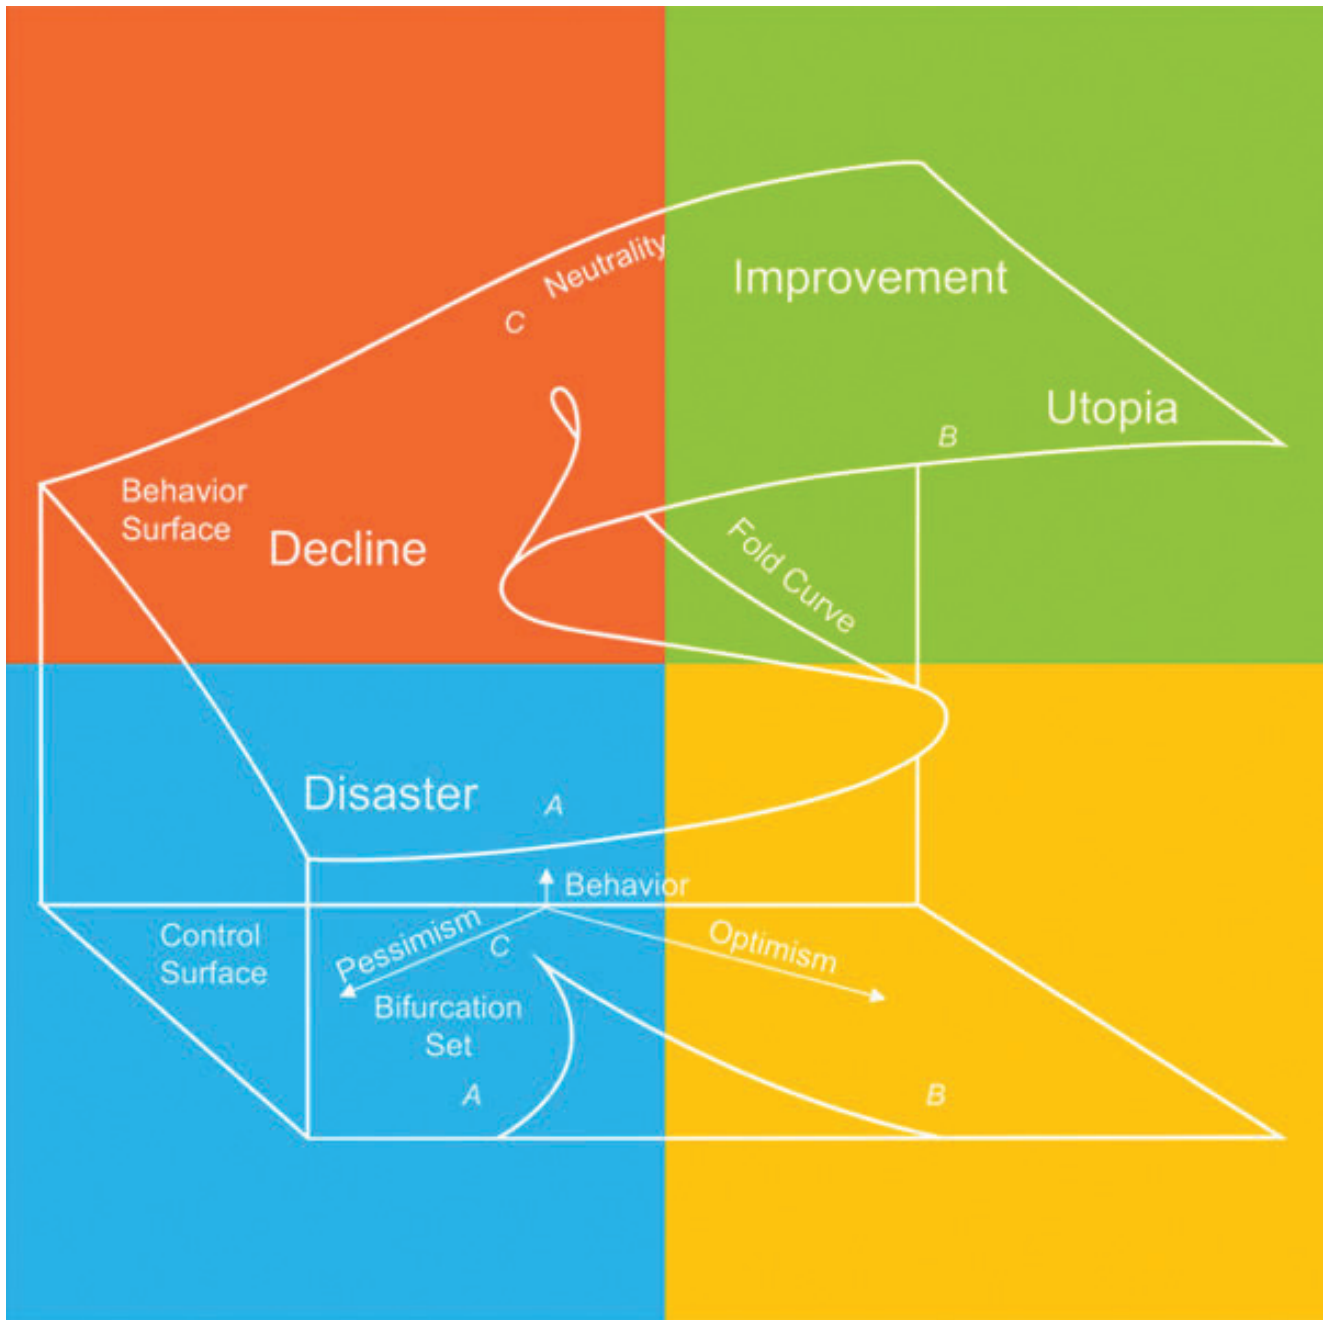 Neutrality
Improvement
C
Utopia
B
Behavior
Surface
Decline
Fold Curve
Disaster
A
Behavior
Pessimism
Optimism
Control
Surface
C
Bifurcation
Set
A
B